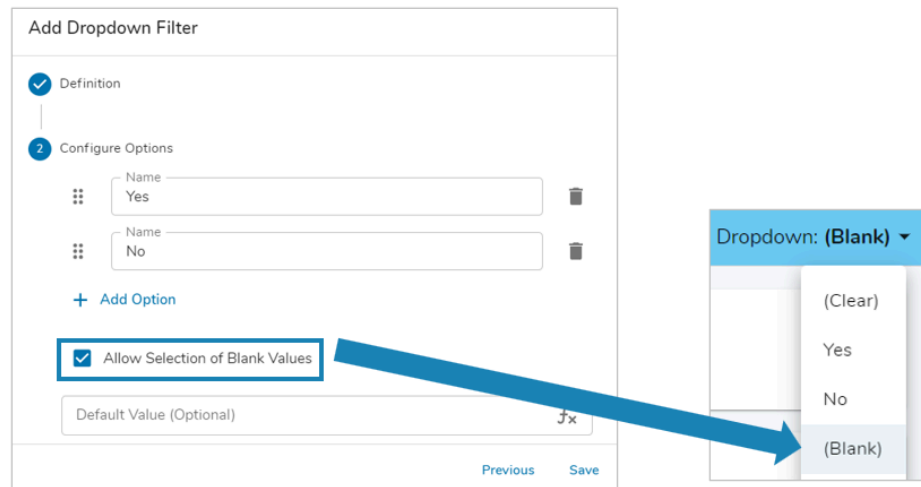 Add Dropdown Filter
Definition
2 Configure Options
Name
Yes
Name
No
+ Add Option
Allow Selection of Blank Values
Default Value (Optional) fx
Previous Save
Dropdown: (Blank)
(Clear)
Yes
No
(Blank)